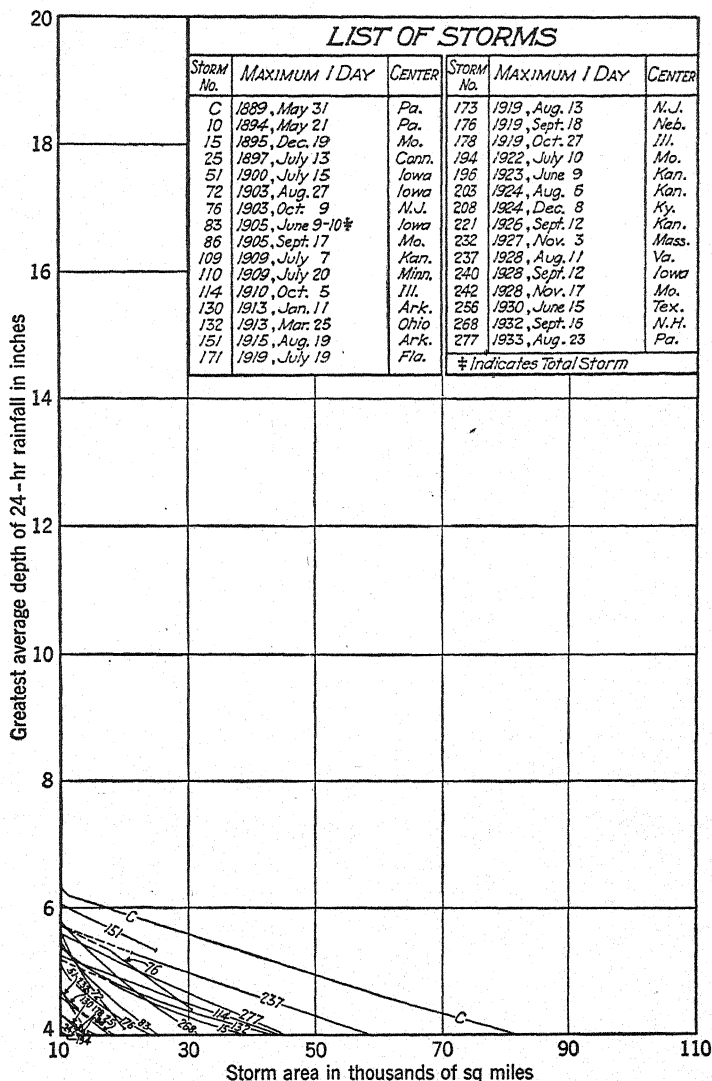 LIST OF STORMS
STORM No. MAXIMUM 1 DAY CENTER STORM No. MAXIMUM 1 DAY CENTER
C 1889, May 31 Pa. 173 1919, Aug. 13 N.J.
10 1894, May 21 Pa. 176 1919, Sept. 18 Neb.
15 1895, Dec. 19 Mo. 178 1919, Oct. 27 Ill.
25 1897, July 13 Conn. 194 1922, July 10 Mo.
51 1900, July 15 Iowa 196 1923, June 9 Kan.
72 1903, Aug. 27 Iowa 203 1924, Aug. 6 Kan.
76 1903, Oct. 9 N.J. 208 1924, Dec. 8 Ky.
83 1905, June 9-10‡ Iowa 221 1926, Sept. 12 Kan.
86 1905, Sept. 17 Mo. 232 1927, Nov. 3 Mass.
109 1909, July 7 Kan. 237 1928, Aug. 11 Va.
110 1909, July 20 Minn. 240 1928, Sept. 12 Iowa
114 1910, Oct. 5 Ill. 242 1928, Nov. 17 Mo.
130 1913, Jan. 11 Ark. 256 1930, June 15 Tex.
132 1913, Mar. 25 Ohio 268 1932, Sept. 16 N.H.
151 1915, Aug. 19 Ark. 277 1933, Aug. 23 Pa.
171 1919, July 19 Fla. ‡ Indicates Total Storm
20
18
16
14
12
10
8
6
4
Greatest average depth of 24-hr rainfall in inches
C
151
76
237
277
114
132
15
268
83
C
10 30 50 70 90 110
Storm area in thousands of sq miles